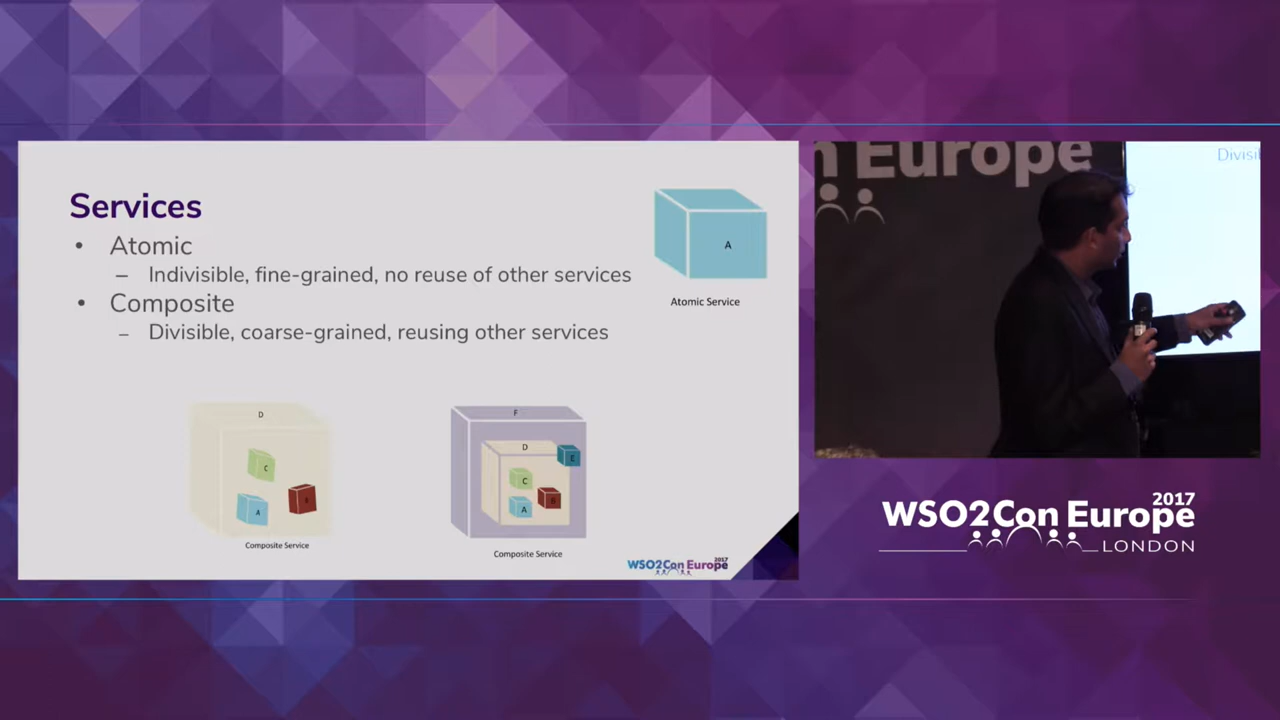 Services
• Atomic
– Indivisible, fine-grained, no reuse of other services
• Composite
– Divisible, coarse-grained, reusing other services
A
Atomic Service
D
C
A
Composite Service
F
D
E
C
B
A
Composite Service
WSO2Con Europe 2017
n Europe
Divisi
WSO2Con Europe 2017
LONDON